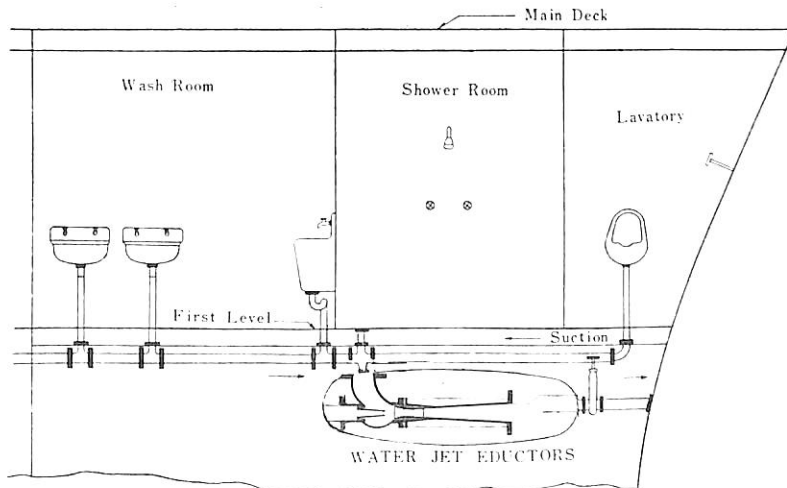 Main Deck
Wash Room
Shower Room
Lavatory
First Level
Suction
WATER JET EDUCTORS